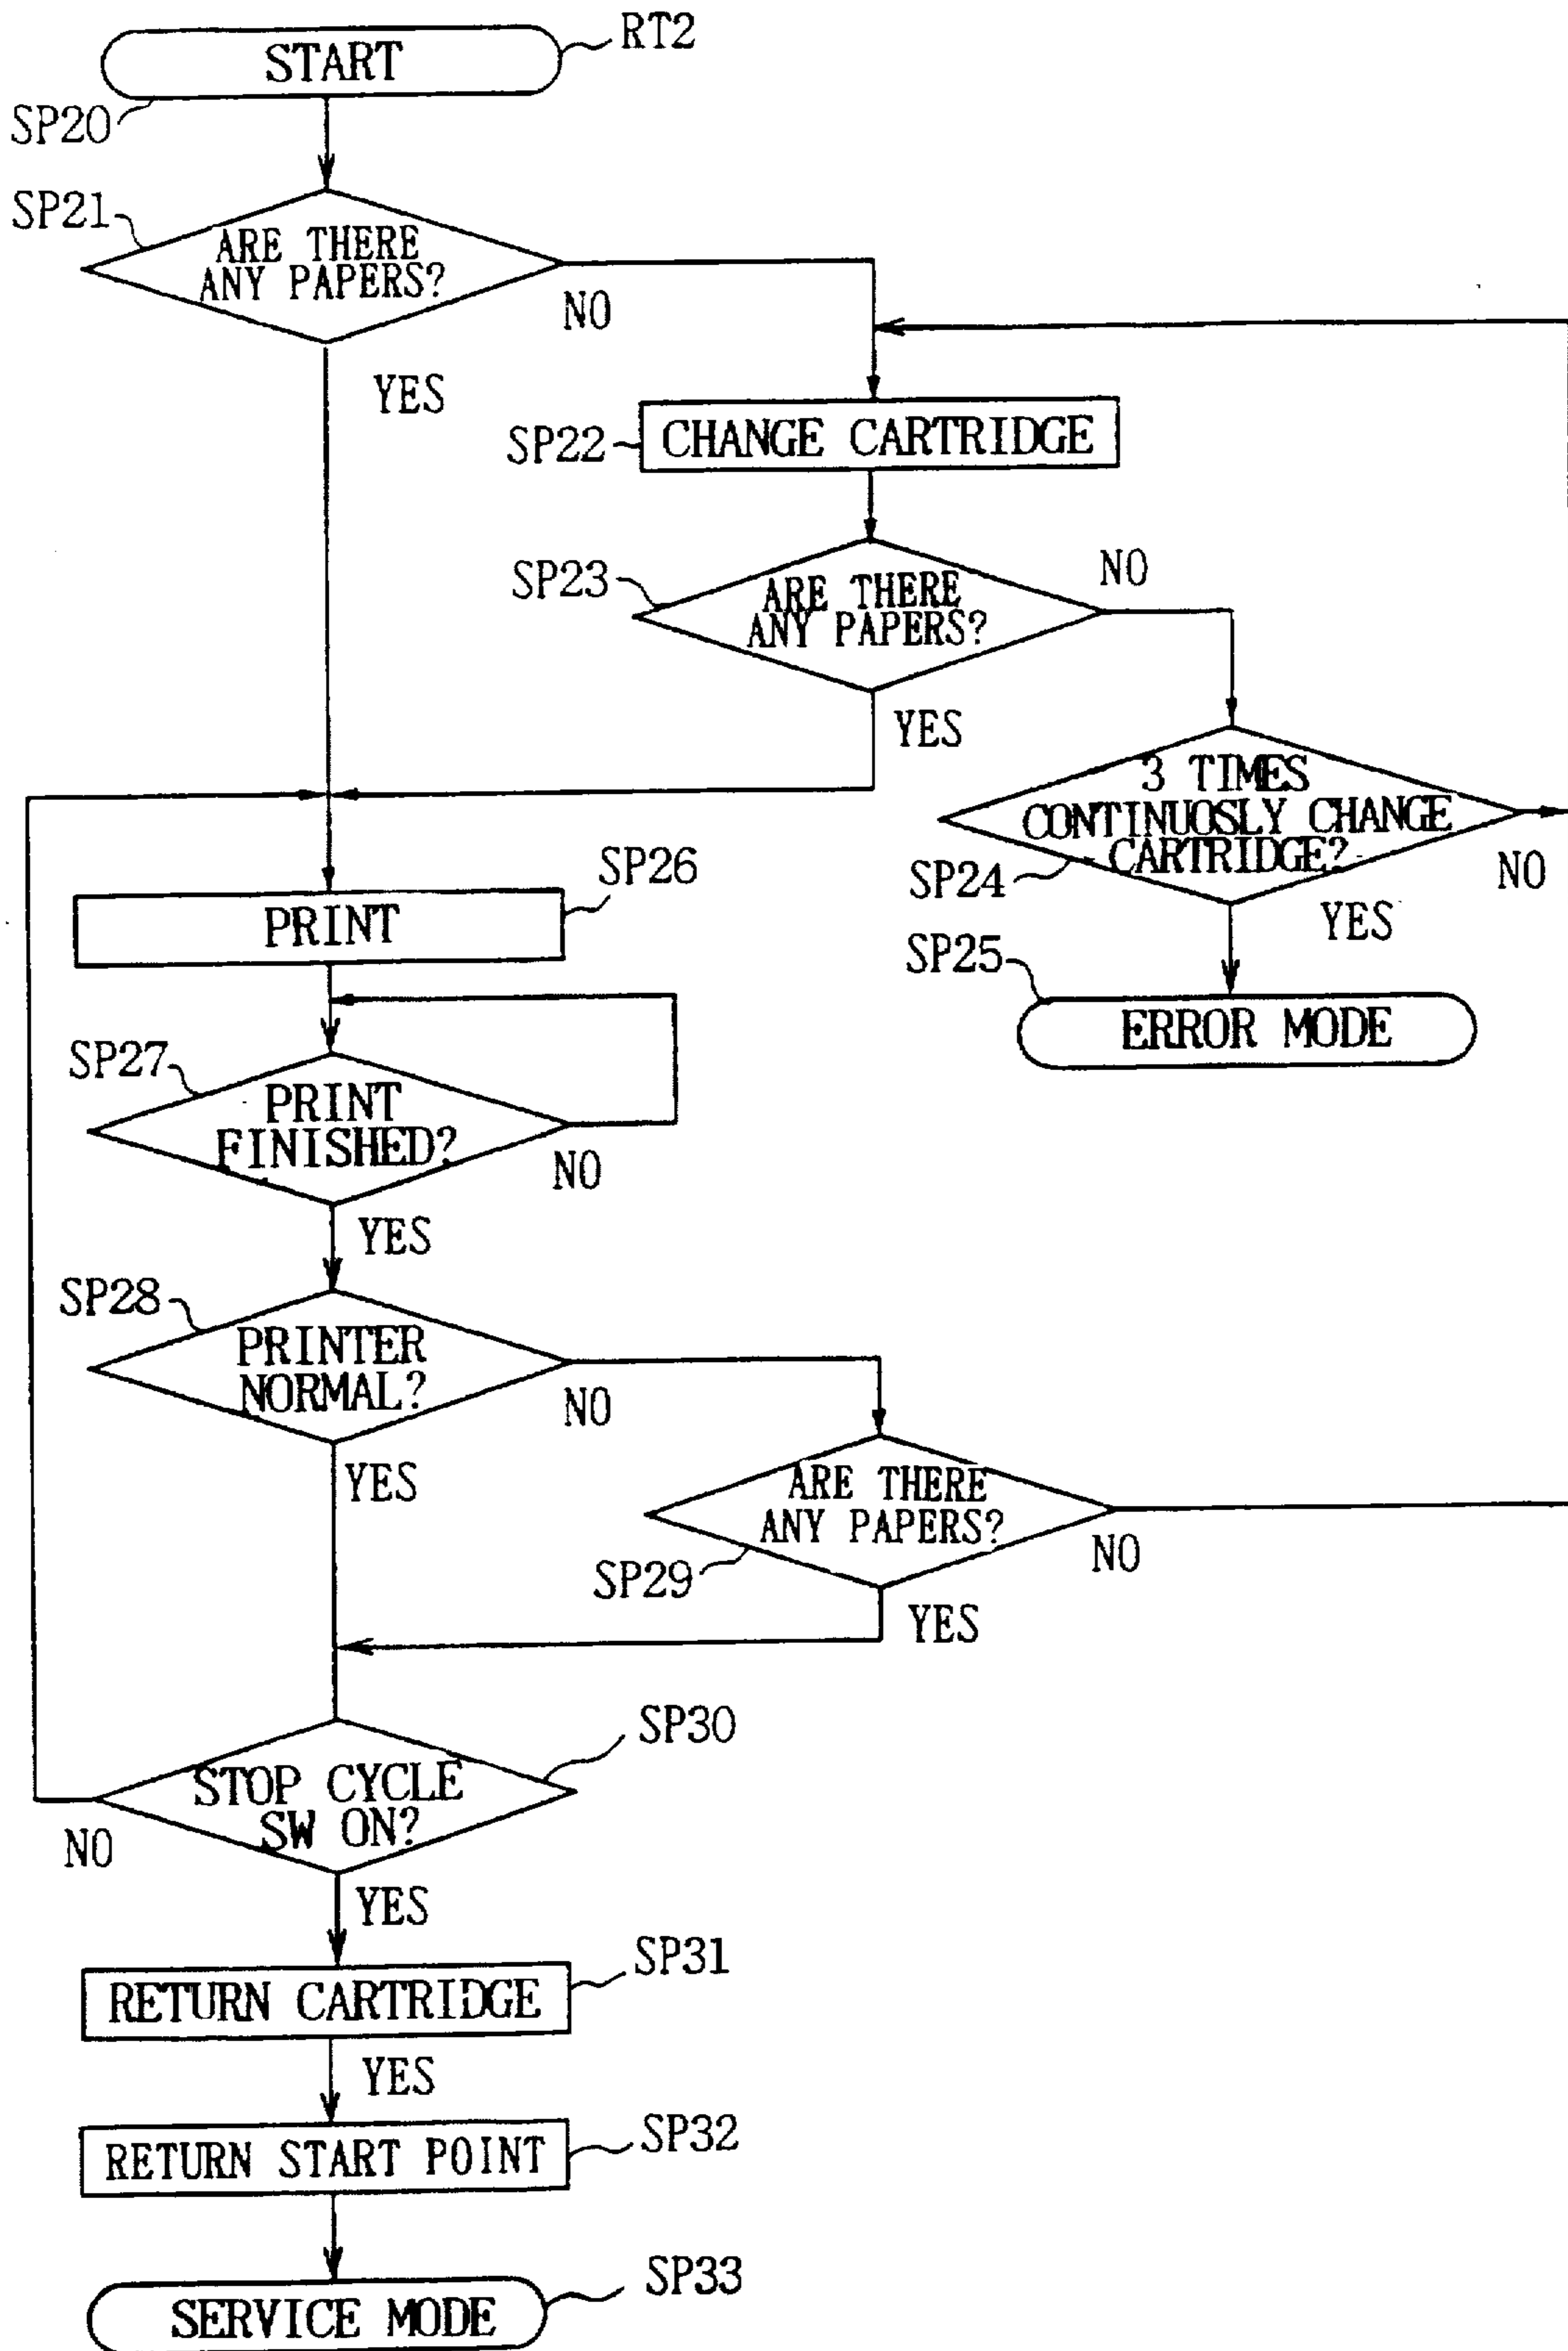 START
RT2
SP20
SP21
ARE THERE
ANY PAPERS?
NO
YES
SP22
CHANGE CARTRIDGE
SP23
ARE THERE
ANY PAPERS?
NO
YES
3 TIMES
CONTINUOSLY CHANGE
CARTRIDGE?
SP24
NO
YES
SP25
ERROR MODE
SP26
PRINT
SP27
PRINT
FINISHED?
NO
YES
SP28
PRINTER
NORMAL?
NO
YES
ARE THERE
ANY PAPERS?
SP29
NO
YES
SP30
STOP CYCLE
SW ON?
NO
YES
SP31
RETURN CARTRIDGE
YES
SP32
RETURN START POINT
SP33
SERVICE MODE